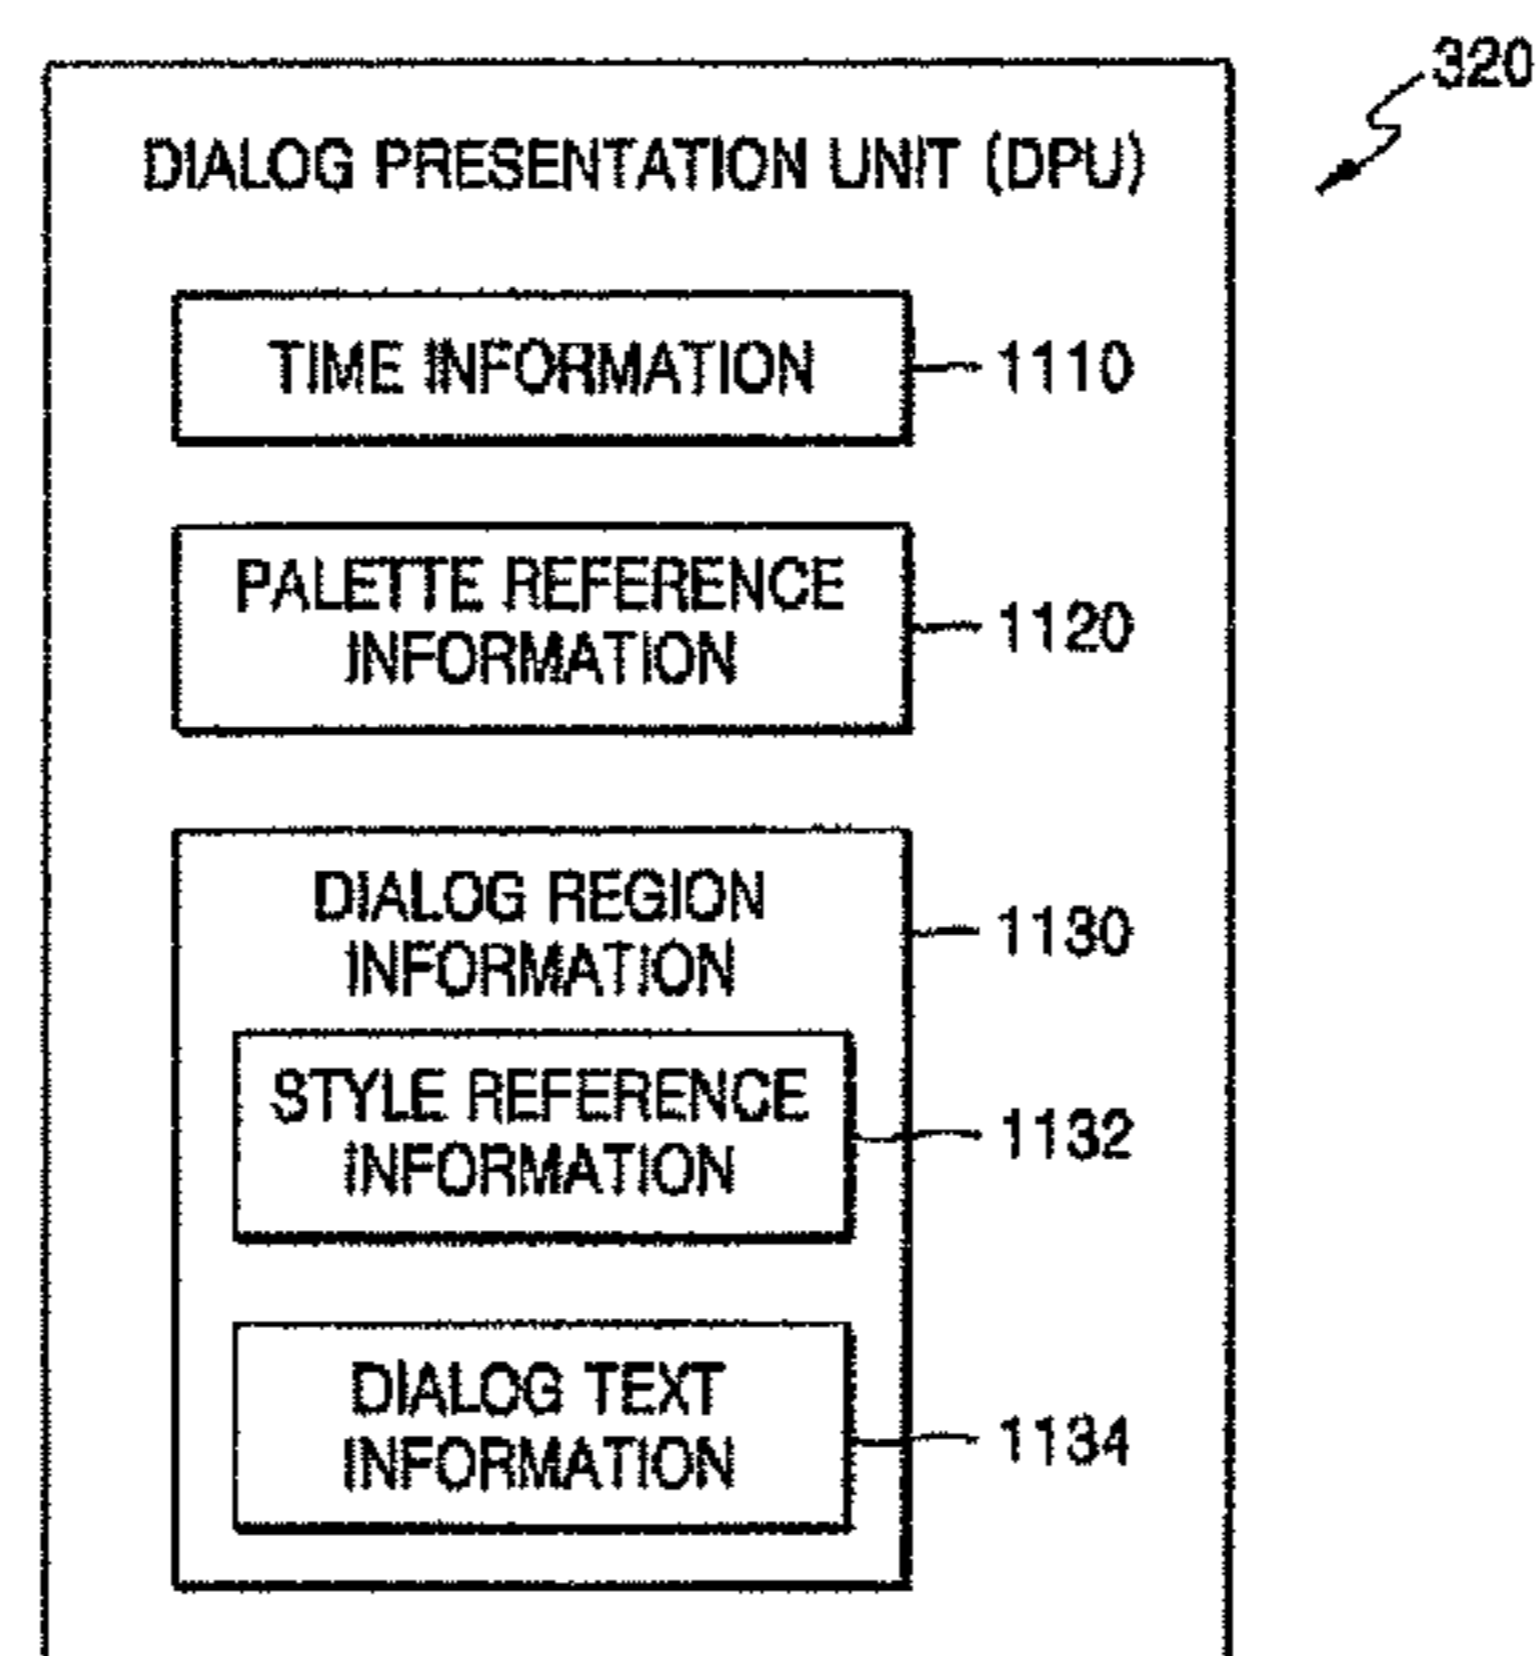 320
DIALOG PRESENTATION UNIT (DPU)
TIME INFORMATION
1110
PALETTE REFERENCE
INFORMATION
1120
DIALOG REGION
INFORMATION
1130
STYLE REFERENCE
INFORMATION
1132
DIALOG TEXT
INFORMATION
1134